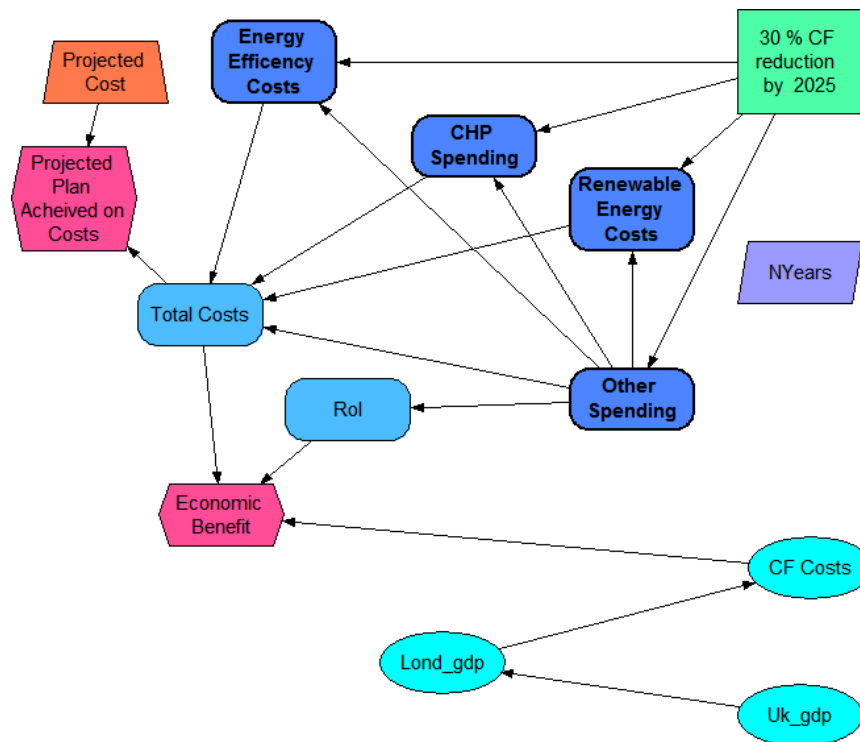 Energy
Efficency
Costs
30 % CF
reduction
by 2025
Projected
Cost
CHP
Spending
Projected
Plan
Acheived on
Costs
Renewable
Energy
Costs
NYears
Total Costs
Other
Spending
RoI
Economic
Benefit
CF Costs
Lond_gdp
Uk_gdp